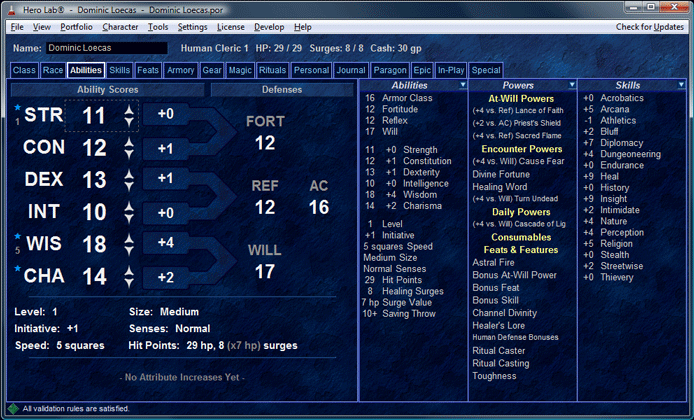 Hero Lab® - Dominic Loecas - Dominic Loecas.por
File View Portfolio Character Tools Settings License Develop Help Check for Updates
Name: Dominic Loecas Human Cleric 1 HP: 29 / 29 Surges: 8 / 8 Cash: 30 gp
Class Race Abilities Skills Feats Armory Gear Magic Rituals Personal Journal Paragon Epic In-Play Special
Ability Scores Defenses
1 STR 11 +0
CON 12 +1
DEX 13 +1
INT 10 +0
5 WIS 18 +4
CHA 14 +2
FORT
12
REF AC
12 16
WILL
17
Level: 1 Size: Medium
Initiative: +1 Senses: Normal
Speed: 5 squares Hit Points: 29 hp, 8 (x7 hp) surges
- No Attribute Increases Yet -
Abilities
16 Armor Class
12 Fortitude
12 Reflex
17 Will
11 +0 Strength
12 +1 Constitution
13 +1 Dexterity
10 +0 Intelligence
18 +4 Wisdom
14 +2 Charisma
1 Level
+1 Initiative
5 squares Speed
Medium Size
Normal Senses
29 Hit Points
8 Healing Surges
7 hp Surge Value
10+ Saving Throw
Powers
At-Will Powers
(+4 vs. Ref) Lance of Faith
(+2 vs. AC) Priest's Shield
(+4 vs. Ref) Sacred Flame
Encounter Powers
(+4 vs. Will) Cause Fear
Divine Fortune
Healing Word
(+4 vs. Will) Turn Undead
Daily Powers
(+4 vs. Will) Cascade of Lig
Consumables
Feats & Features
Astral Fire
Bonus At-Will Power
Bonus Feat
Bonus Skill
Channel Divinity
Healer's Lore
Human Defense Bonuses
Ritual Caster
Ritual Casting
Toughness
Skills
+0 Acrobatics
+5 Arcana
-1 Athletics
+2 Bluff
+7 Diplomacy
+4 Dungeoneering
+0 Endurance
+9 Heal
+0 History
+9 Insight
+2 Intimidate
+4 Nature
+4 Perception
+5 Religion
+0 Stealth
+2 Streetwise
+0 Thievery
All validation rules are satisfied.